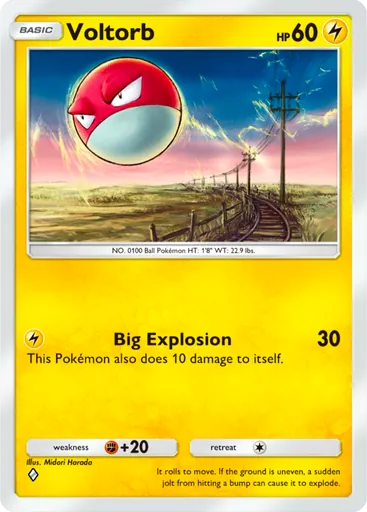 BASIC Voltorb HP 60
NO. 0100 Ball Pokémon HT: 1'8" WT: 22.9 lbs.
Big Explosion 30
This Pokémon also does 10 damage to itself.
weakness +20 retreat
Illus. Midori Harada
It rolls to move. If the ground is uneven, a sudden
jolt from hitting a bump can cause it to explode.